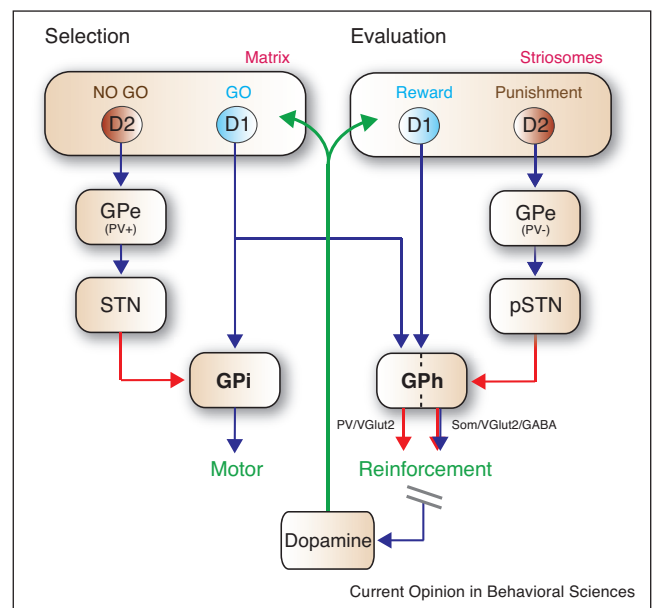 Selection
Evaluation
Matrix
Striosomes
NO GO
GO
Reward
Punishment
D2
D1
D1
D2
GPe
(PV+)
GPe
(PV-)
STN
pSTN
GPi
GPh
PV/VGlut2
Som/VGlut2/GABA
Motor
Reinforcement
Dopamine
Current Opinion in Behavioral Sciences